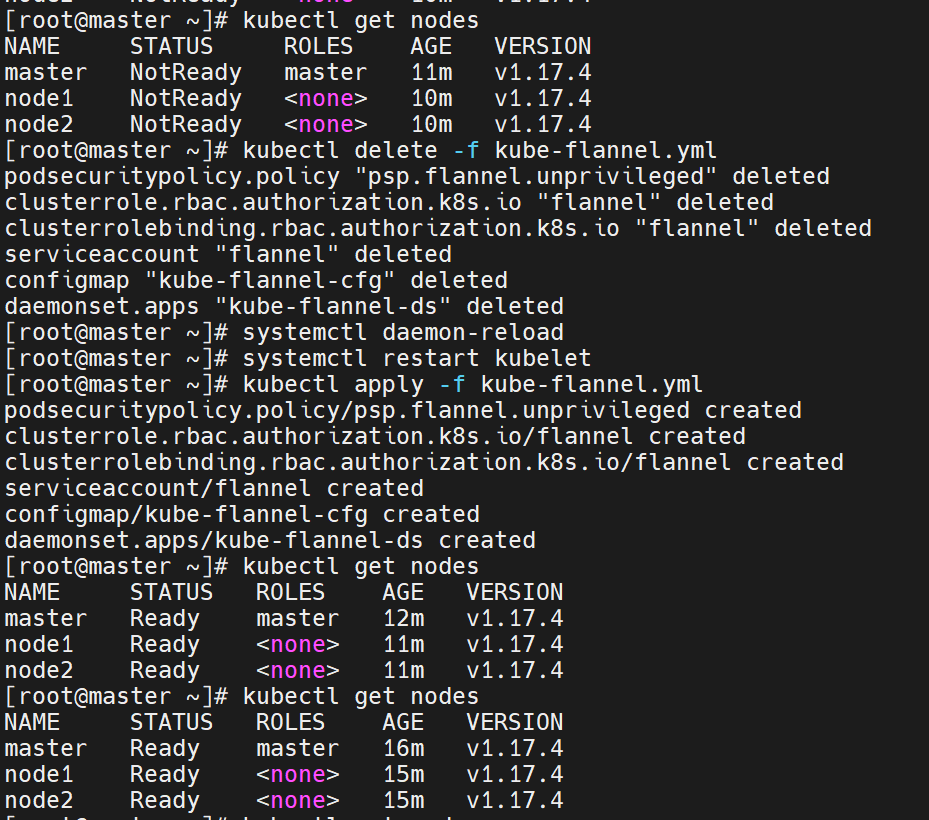 [root@master ~]# kubectl get nodes
NAME     STATUS     ROLES    AGE   VERSION
master   NotReady   master   11m   v1.17.4
node1    NotReady   <none>   10m   v1.17.4
node2    NotReady   <none>   10m   v1.17.4
[root@master ~]# kubectl delete -f kube-flannel.yml
podsecuritypolicy.policy "psp.flannel.unprivileged" deleted
clusterrole.rbac.authorization.k8s.io "flannel" deleted
clusterrolebinding.rbac.authorization.k8s.io "flannel" deleted
serviceaccount "flannel" deleted
configmap "kube-flannel-cfg" deleted
daemonset.apps "kube-flannel-ds" deleted
[root@master ~]# systemctl daemon-reload
[root@master ~]# systemctl restart kubelet
[root@master ~]# kubectl apply -f kube-flannel.yml
podsecuritypolicy.policy/psp.flannel.unprivileged created
clusterrole.rbac.authorization.k8s.io/flannel created
clusterrolebinding.rbac.authorization.k8s.io/flannel created
serviceaccount/flannel created
configmap/kube-flannel-cfg created
daemonset.apps/kube-flannel-ds created
[root@master ~]# kubectl get nodes
NAME     STATUS   ROLES    AGE   VERSION
master   Ready    master   12m   v1.17.4
node1    Ready    <none>   11m   v1.17.4
node2    Ready    <none>   11m   v1.17.4
[root@master ~]# kubectl get nodes
NAME     STATUS   ROLES    AGE   VERSION
master   Ready    master   16m   v1.17.4
node1    Ready    <none>   15m   v1.17.4
node2    Ready    <none>   15m   v1.17.4